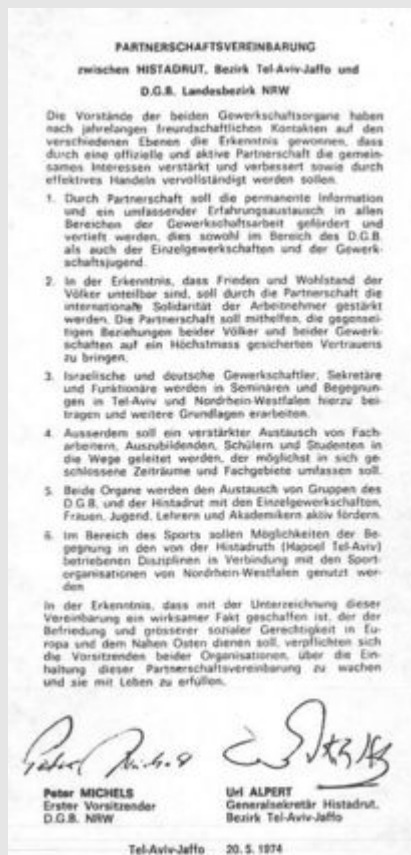 PARTNERSCHAFTSVEREINBARUNG
zwischen HISTADRUT, Bezirk Tel-Aviv-Jaffo und
D.G.B. Landesbezirk NRW
Die Vorstände der beiden Gewerkschaftsorgane haben
nach jahrelangen freundschaftlichen Kontakten auf den
verschiedenen Ebenen die Erkenntnis gewonnen, dass
durch eine offizielle und aktive Partnerschaft die gemein-
samen Interessen verstärkt und verbessert sowie durch
effektives Handeln vervollständigt werden sollen.
1. Durch Partnerschaft soll die permanente Information
und ein umfassender Erfahrungsaustausch in allen
Bereichen der Gewerkschaftsarbeit gefördert und
vertieft werden, dies sowohl im Bereich des D.G.B.
als auch der Einzelgewerkschaften und der Gewerk-
schaftsjugend.
2. In der Erkenntnis, dass Frieden und Wohlstand der
Völker unteilbar sind, soll durch die Partnerschaft die
internationale Solidarität der Arbeitnehmer gestärkt
werden. Die Partnerschaft soll mithelfen, die gegensei-
tigen Beziehungen beider Völker und beider Gewerk-
schaften auf ein Höchstmass gesicherten Vertrauens
zu bringen.
3. Israelische und deutsche Gewerkschaftler, Sekretäre
und Funktionäre werden in Seminaren und Begegnun-
gen in Tel-Aviv und Nordrhein-Westfalen hierzu bei-
tragen und weitere Grundlagen erarbeiten.
4. Ausserdem soll ein verstärkter Austausch von Fach-
arbeitern, Auszubildenden, Schülern und Studenten in
die Wege geleitet werden, der möglichst in sich ge-
schlossene Zeiträume und Fachgebiete umfassen soll.
5. Beide Organe werden den Austausch von Gruppen des
D.G.B. und der Histadrut mit den Einzelgewerkschaften,
Frauen, Jugend, Lehrern und Akademikern aktiv fördern.
6. Im Bereich des Sports sollen Möglichkeiten der Be-
gegnung in den von der Histadruth (Hapoel Tel-Aviv)
betriebenen Disziplinen in Verbindung mit den Sport-
organisationen von Nordrhein-Westfalen genutzt wer-
den
In der Erkenntnis, dass mit der Unterzeichnung dieser
Vereinbarung ein wirksamer Fakt geschaffen ist, der der
Befriedung und grösserer sozialer Gerechtigkeit in Eu-
ropa und dem Nahen Osten dienen soll, verpflichten sich
die Vorsitzenden beider Organisationen, über die Ein-
haltung dieser Partnerschaftsvereinbarung zu wachen
und sie mit Leben zu erfüllen.
Peter Michels
Peter MICHELS
Erster Vorsitzender
D.G.B. NRW
Uri ALPERT
Generalsekretär Histadrut,
Bezirk Tel-Aviv-Jaffo
Tel-Aviv-Jaffo 20. 5. 1974